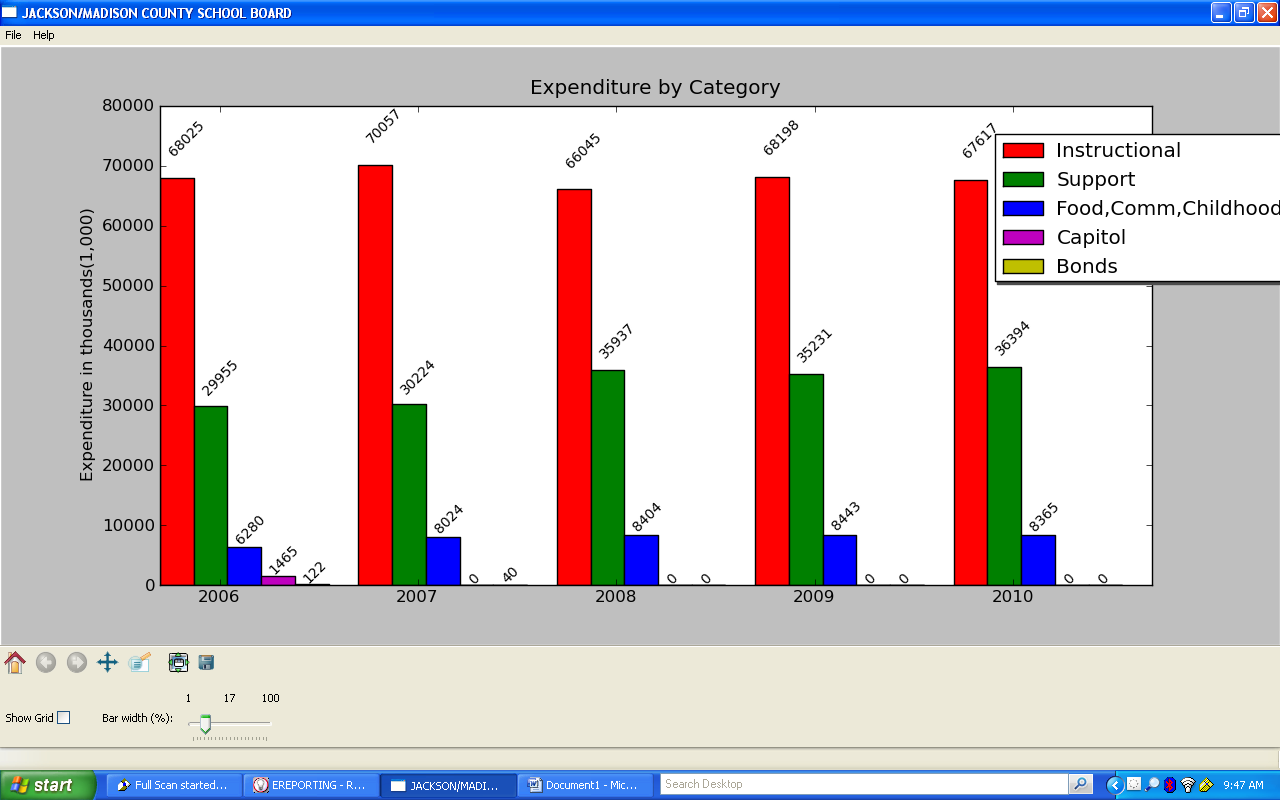 JACKSON/MADISON COUNTY SCHOOL BOARD
File Help
Expenditure by Category
Expenditure in thousands(1,000)
80000
70000
60000
50000
40000
30000
20000
10000
0
68025
29955
6280
1465
122
70057
30224
8024
0
40
66045
35937
8404
0
0
68198
35231
8443
0
0
67617
36394
8365
0
0
2006 2007 2008 2009 2010
Instructional
Support
Food,Comm,Childhood
Capitol
Bonds
1 17 100
Show Grid Bar width (%):
start Full Scan started... EREPORTING - R... JACKSON/MADI... Document1 - Mic... Search Desktop 9:47 AM